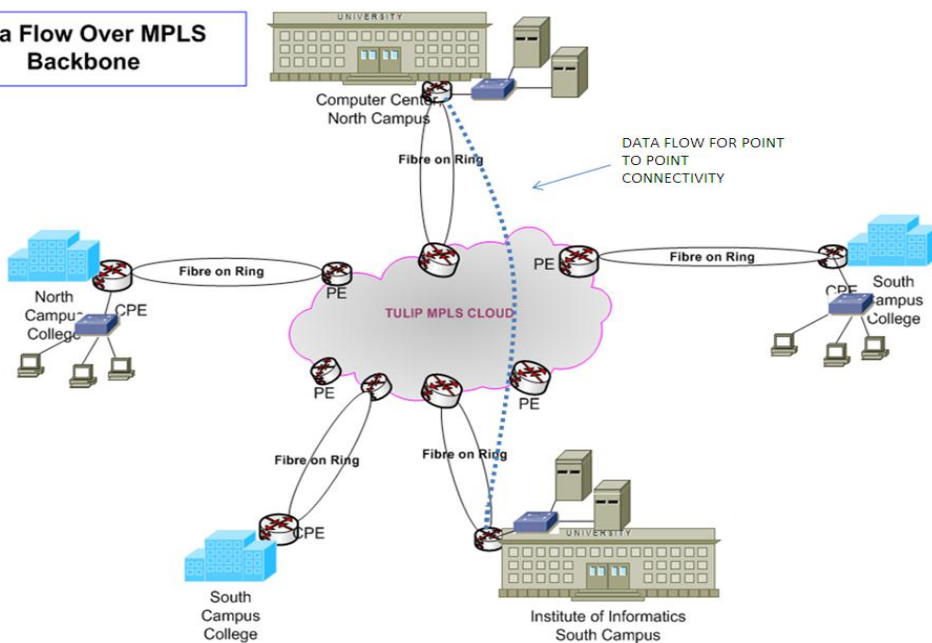 a Flow Over MPLS
Backbone
UNIVERSITY
Computer Center,
North Campus
Fibre on Ring
DATA FLOW FOR POINT
TO POINT
CONNECTIVITY
Fibre on Ring
PE
North
Campus
College
CPE
PE
Fibre on Ring
CPE
South
Campus
College
TULIP MPLS CLOUD
PE
PE
Fibre on Ring
Fibre on Ring
CPE
South
Campus
College
UNIVERSITY
Institute of Informatics
South Campus